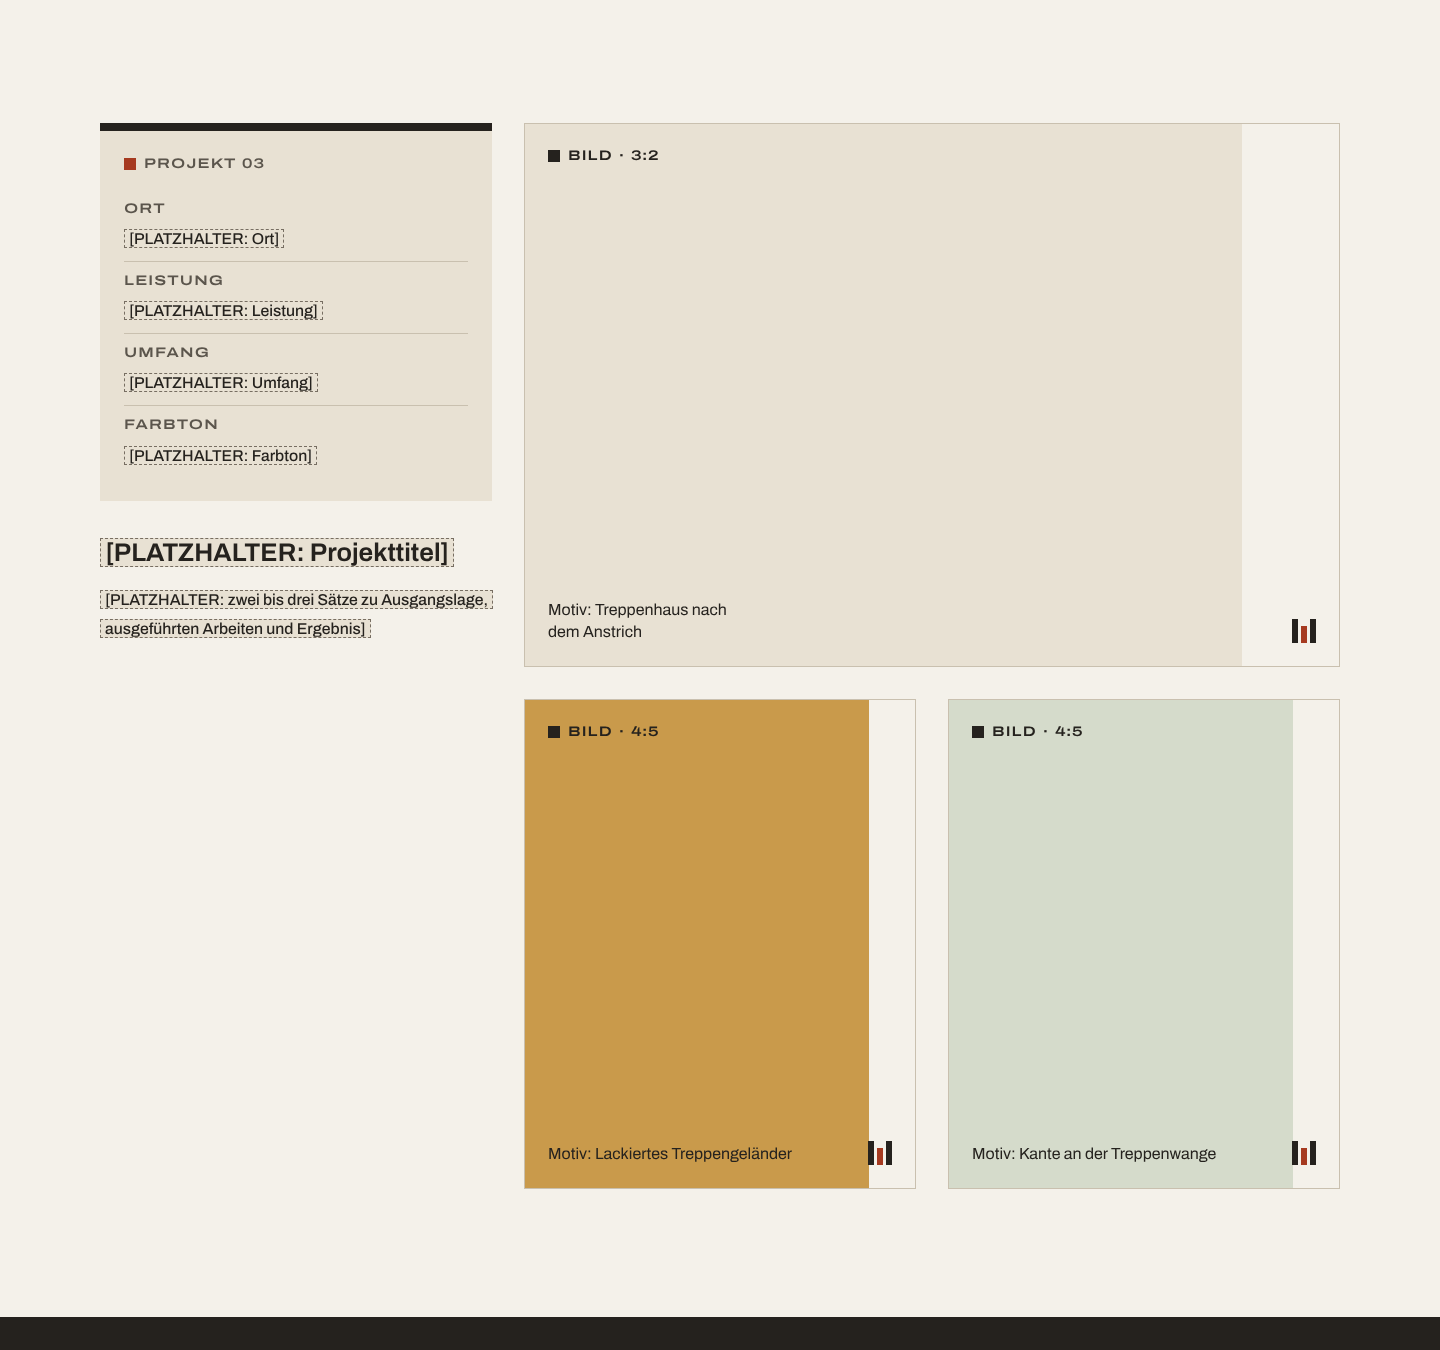 PROJEKT 03
ORT
[PLATZHALTER: Ort]
LEISTUNG
[PLATZHALTER: Leistung]
UMFANG
[PLATZHALTER: Umfang]
FARBTON
[PLATZHALTER: Farbton]
[PLATZHALTER: Projekttitel]
[PLATZHALTER: zwei bis drei Sätze zu Ausgangslage,
ausgeführten Arbeiten und Ergebnis]
BILD · 3:2
Motiv: Treppenhaus nach
dem Anstrich
BILD · 4:5
Motiv: Lackiertes Treppengeländer
BILD · 4:5
Motiv: Kante an der Treppenwange